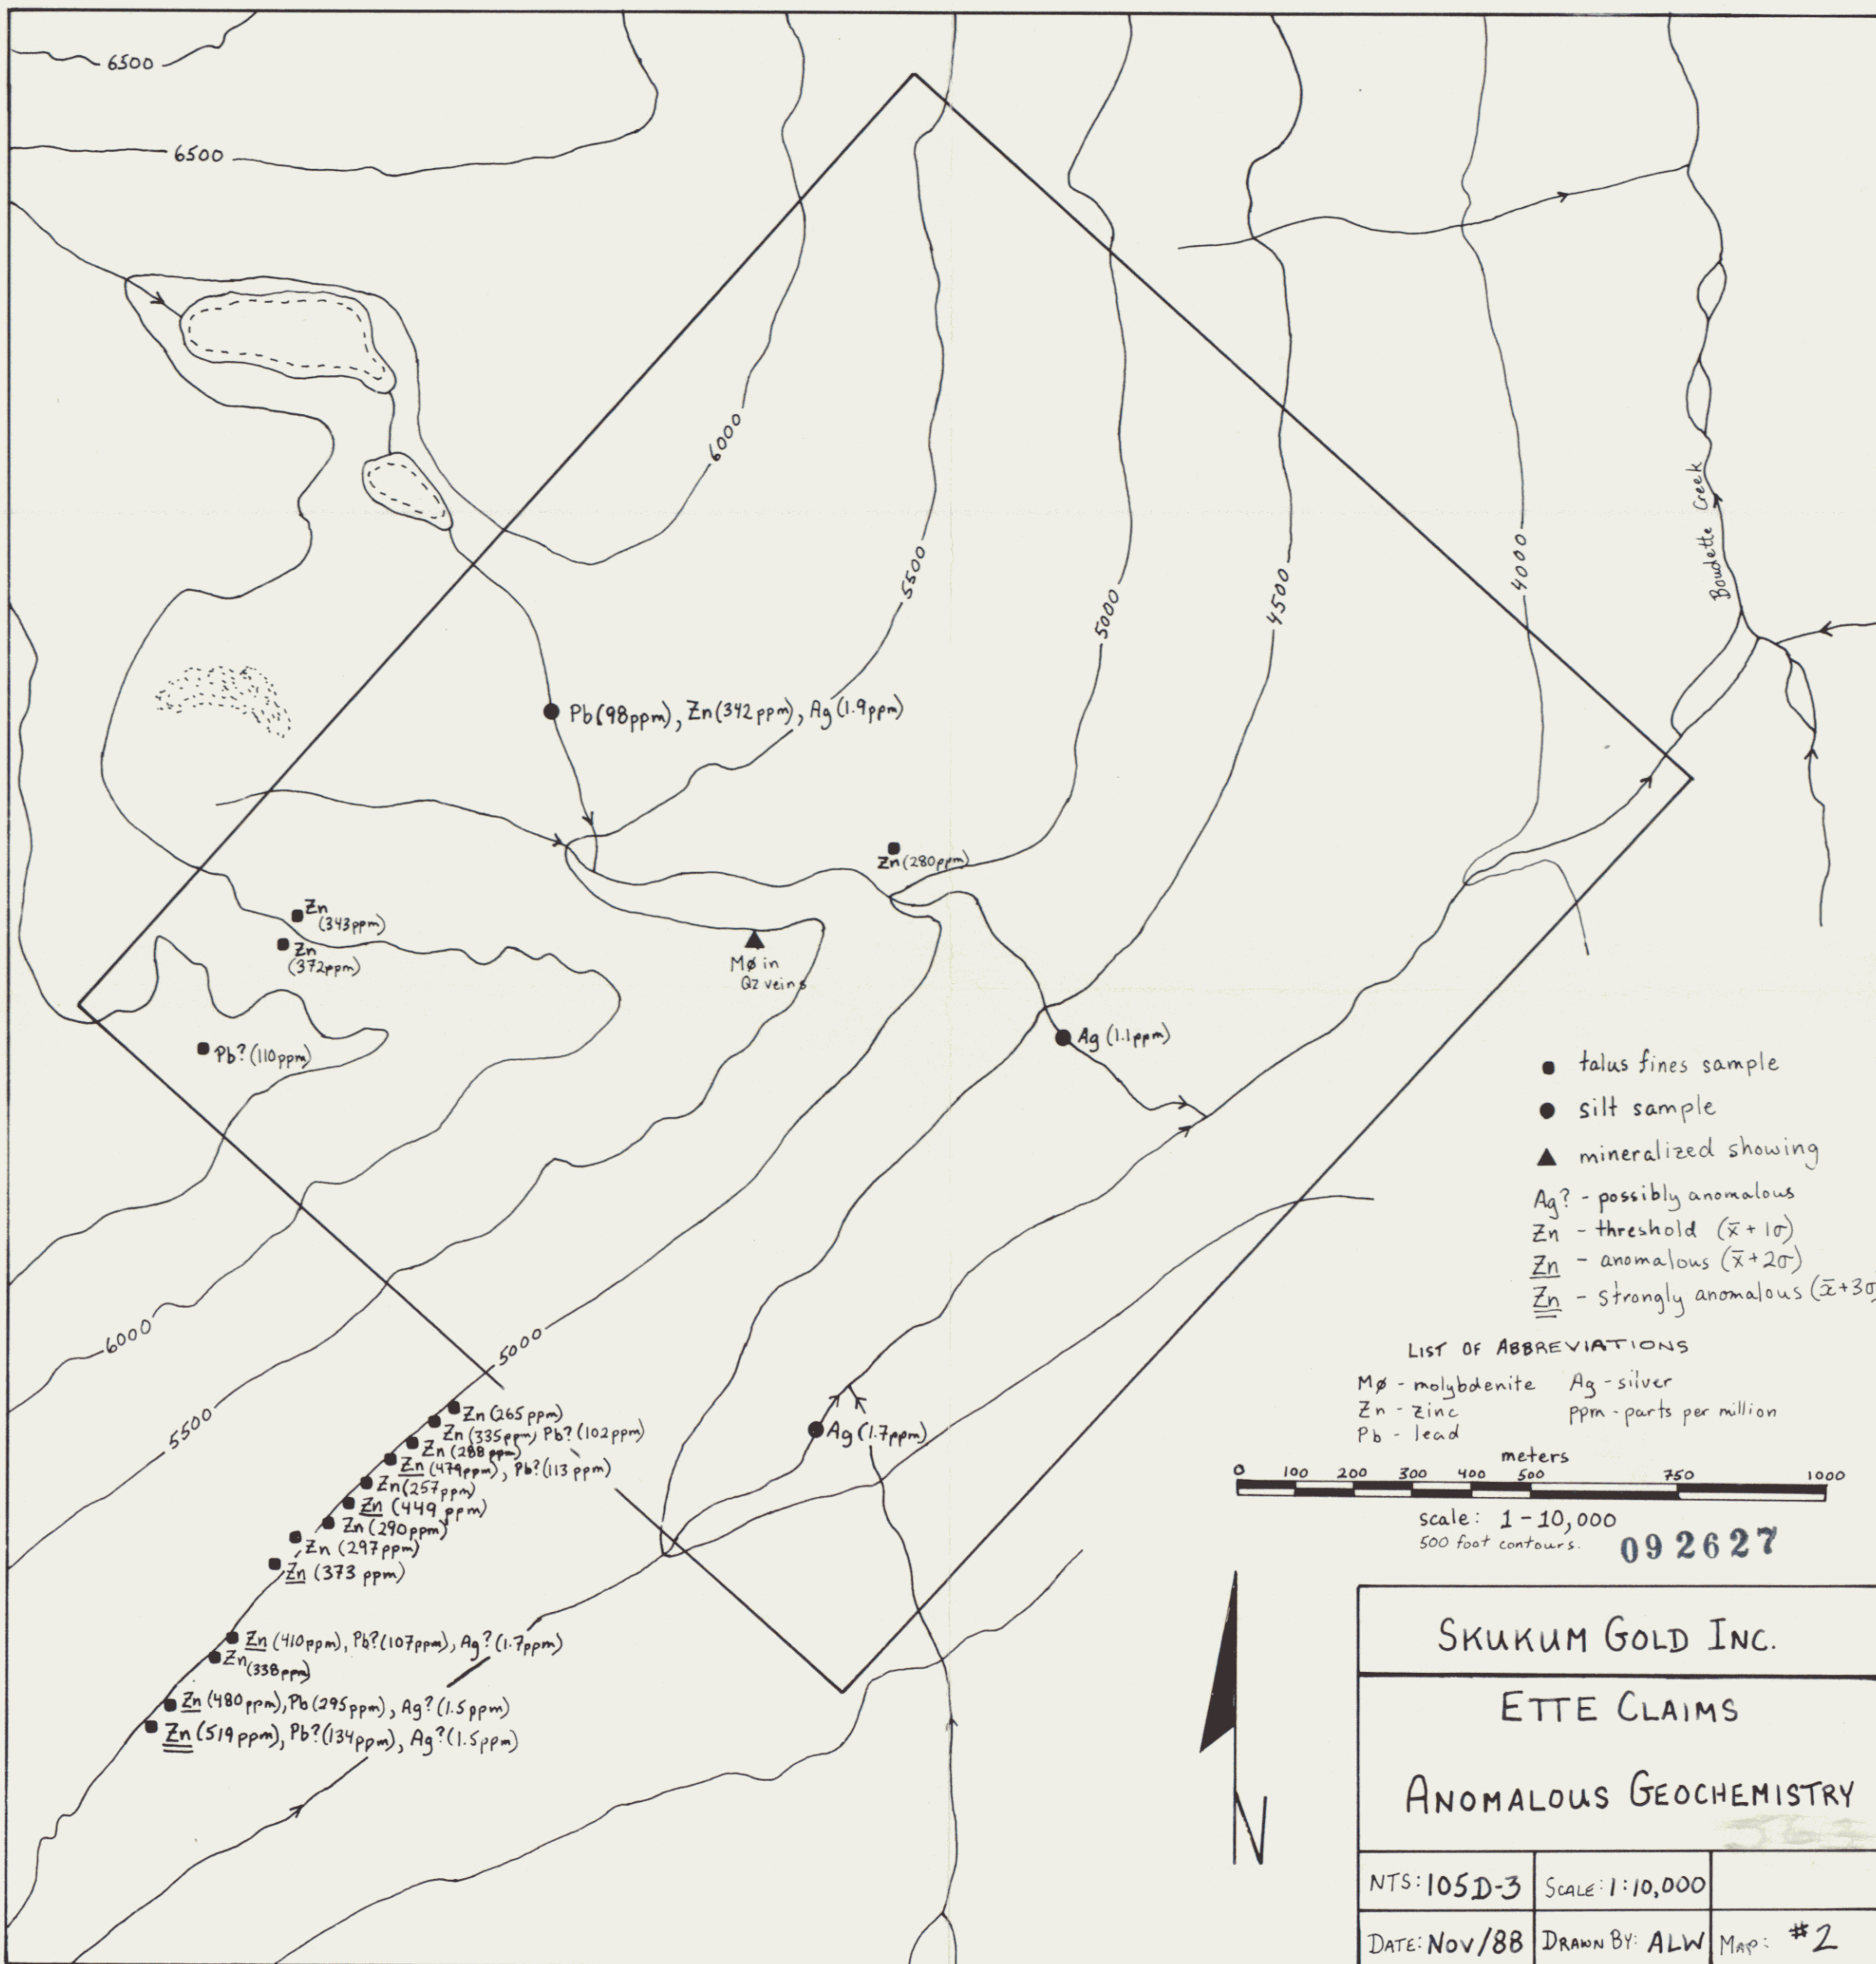 6500
6500
6000
5500
5000
4500
4000
Boudette Creek
Pb (98ppm), Zn (342 ppm), Ag (1.9ppm)
Zn (280ppm)
Zn
(343ppm)
Zn
(372ppm)
Mø in
Qz veins
Pb? (110ppm)
Ag (1.1ppm)
talus fines sample
silt sample
mineralized showing
Ag? - possibly anomalous
Zn - threshold (x̄ + 1σ)
Zn - anomalous (x̄ + 2σ)
Zn - strongly anomalous (x̄ + 3σ
6000
5000
5500
LIST OF ABBREVIATIONS
Mø - molybdenite Ag - silver
Zn - zinc ppm - parts per million
Pb - lead
Zn (265 ppm)
Zn (335ppm) Pb? (102ppm)
Zn (288 ppm)
Zn (479ppm), Pb? (113 ppm)
Zn (257ppm)
Zn (449 ppm)
Zn (290ppm)
Zn (297ppm)
Zn (373 ppm)
Ag (1.7ppm)
meters
0 100 200 300 400 500 750 1000
scale: 1 - 10,000
500 foot contours.
092627
Zn (410ppm), Pb? (107ppm), Ag? (1.7ppm)
Zn (338ppm)
Zn (480ppm), Pb (295ppm), Ag? (1.5ppm)
Zn (519ppm), Pb? (134ppm), Ag? (1.5ppm)
N
SKUKUM GOLD INC.
ETTE CLAIMS
ANOMALOUS GEOCHEMISTRY
NTS: 105D-3 SCALE: 1:10,000
DATE: NOV/88 DRAWN BY: ALW MAP: #2